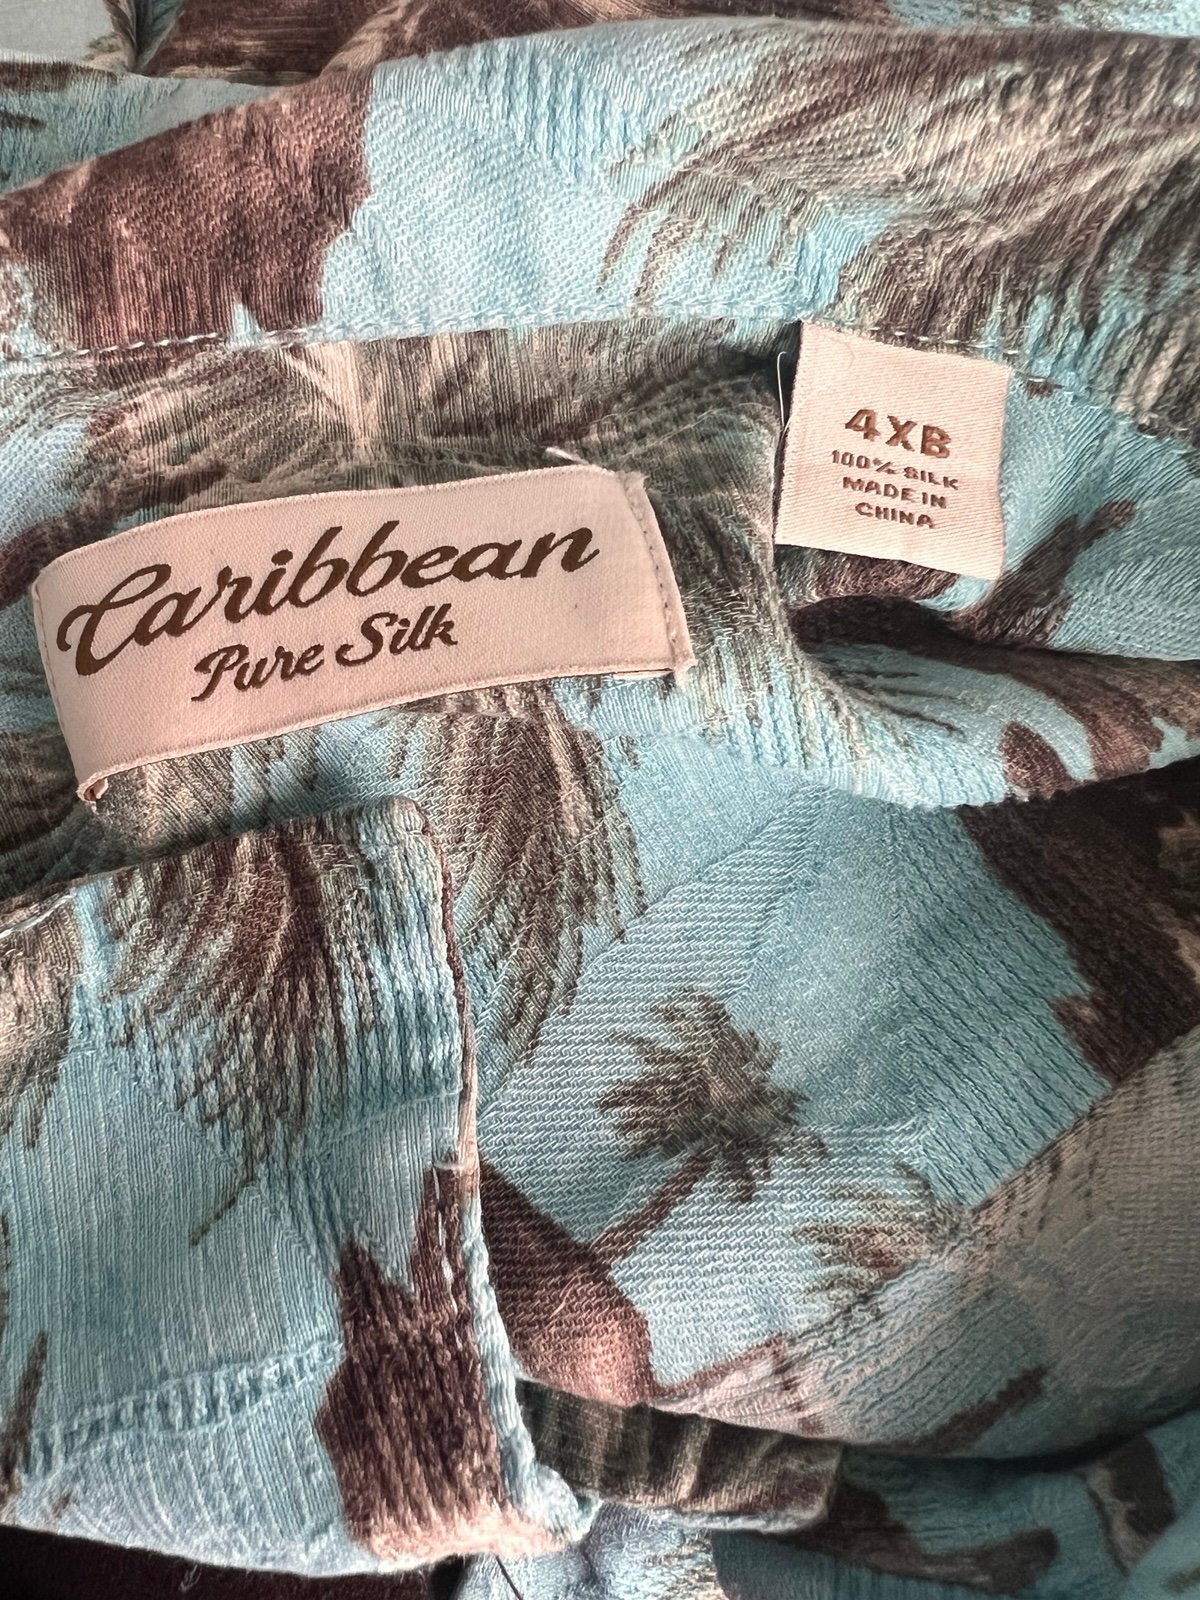 Caribbean
Pure Silk
4XB
100% SILK
MADE IN
CHINA